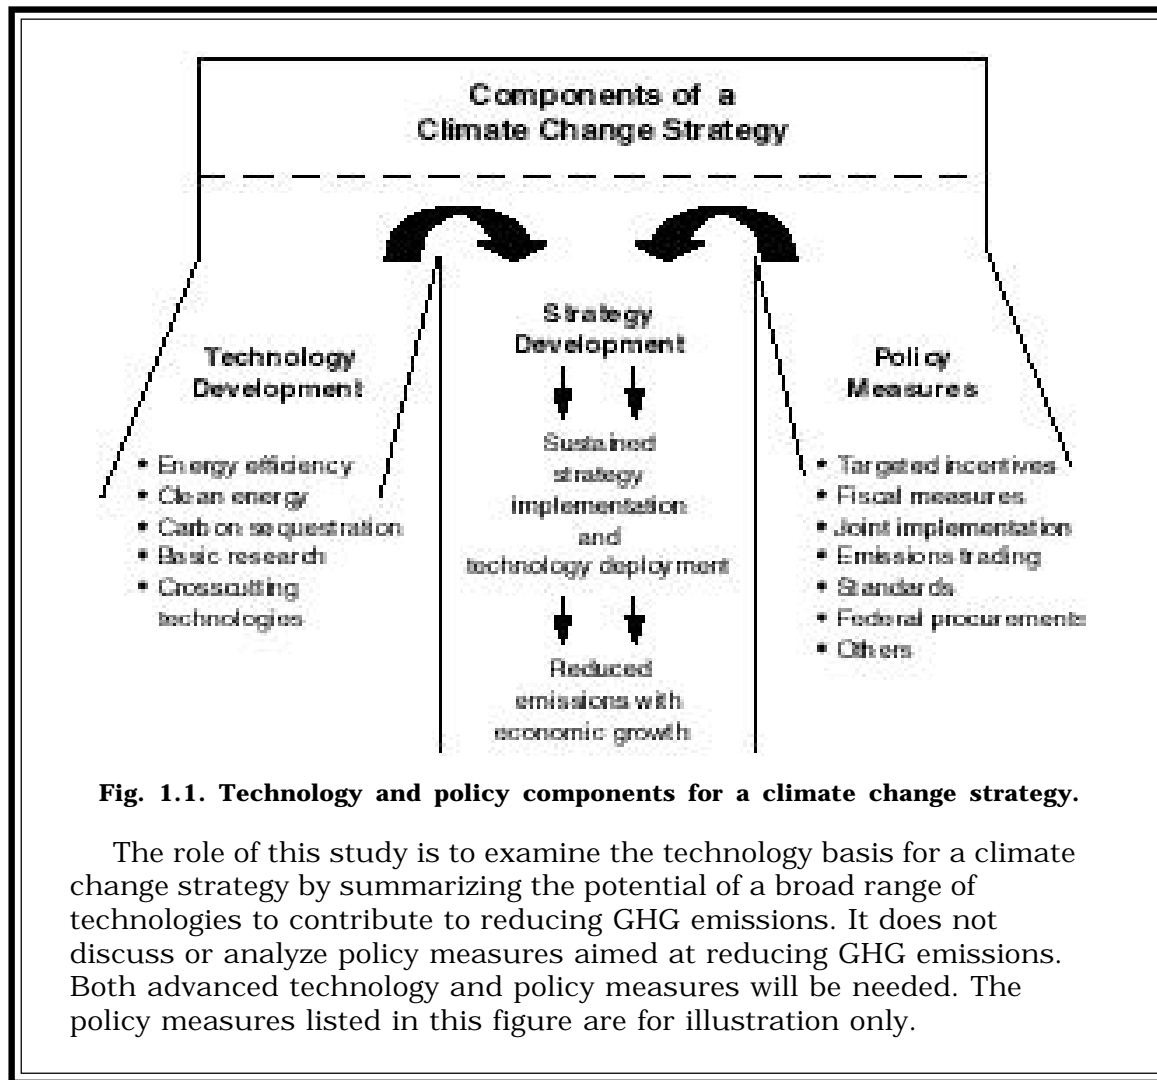 Components of a
Climate Change Strategy
Technology
Development
• Energy efficiency
• Clean energy
• Carbon sequestration
• Basic research
• Crosscutting
technologies
Strategy
Development
Sustained
strategy
implementation
and
technology deployment
Reduced
emissions with
economic growth
Policy
Measures
• Targeted incentives
• Fiscal measures
• Joint implementation
• Emissions trading
• Standards
• Federal procurements
• Others
Fig. 1.1. Technology and policy components for a climate change strategy.
The role of this study is to examine the technology basis for a climate
change strategy by summarizing the potential of a broad range of
technologies to contribute to reducing GHG emissions. It does not
discuss or analyze policy measures aimed at reducing GHG emissions.
Both advanced technology and policy measures will be needed. The
policy measures listed in this figure are for illustration only.